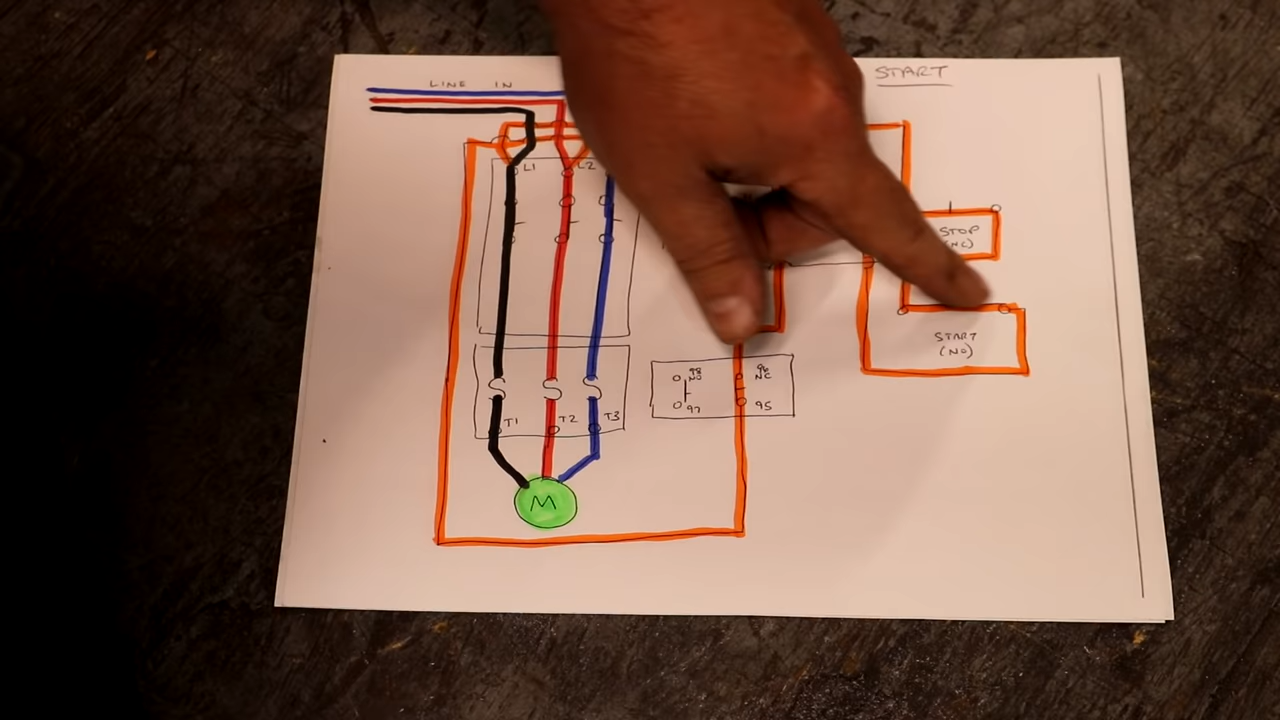 LINE IN
START
L1
L2
STOP
(NC)
START
(NO)
98
NO
96
NC
97
95
T1
T2
T3
M